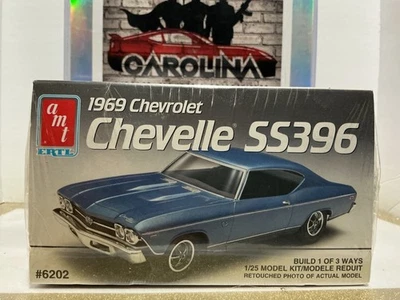 CAROLINA
amt
ERTL
1969 Chevrolet
Chevelle SS396
BUILD 1 OF 3 WAYS
1/25 MODEL KIT/MODELE REDUIT
RETOUCHED PHOTO OF ACTUAL MODEL
#6202